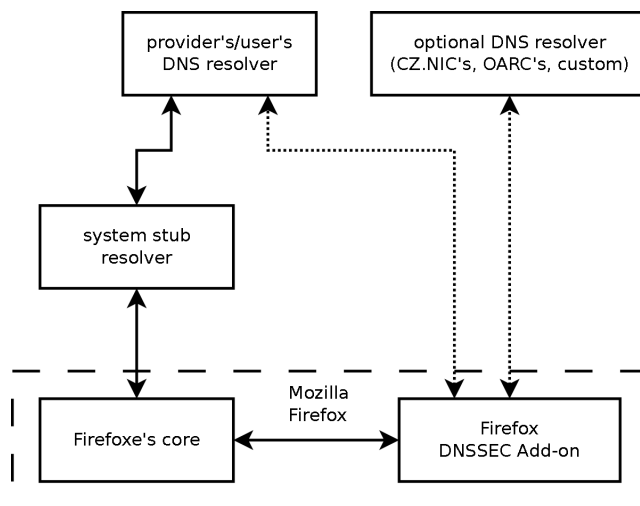 provider's/user's
DNS resolver
optional DNS resolver
(CZ.NIC's, OARC's, custom)
system stub
resolver
Mozilla
Firefox
Firefoxe's core
Firefox
DNSSEC Add-on